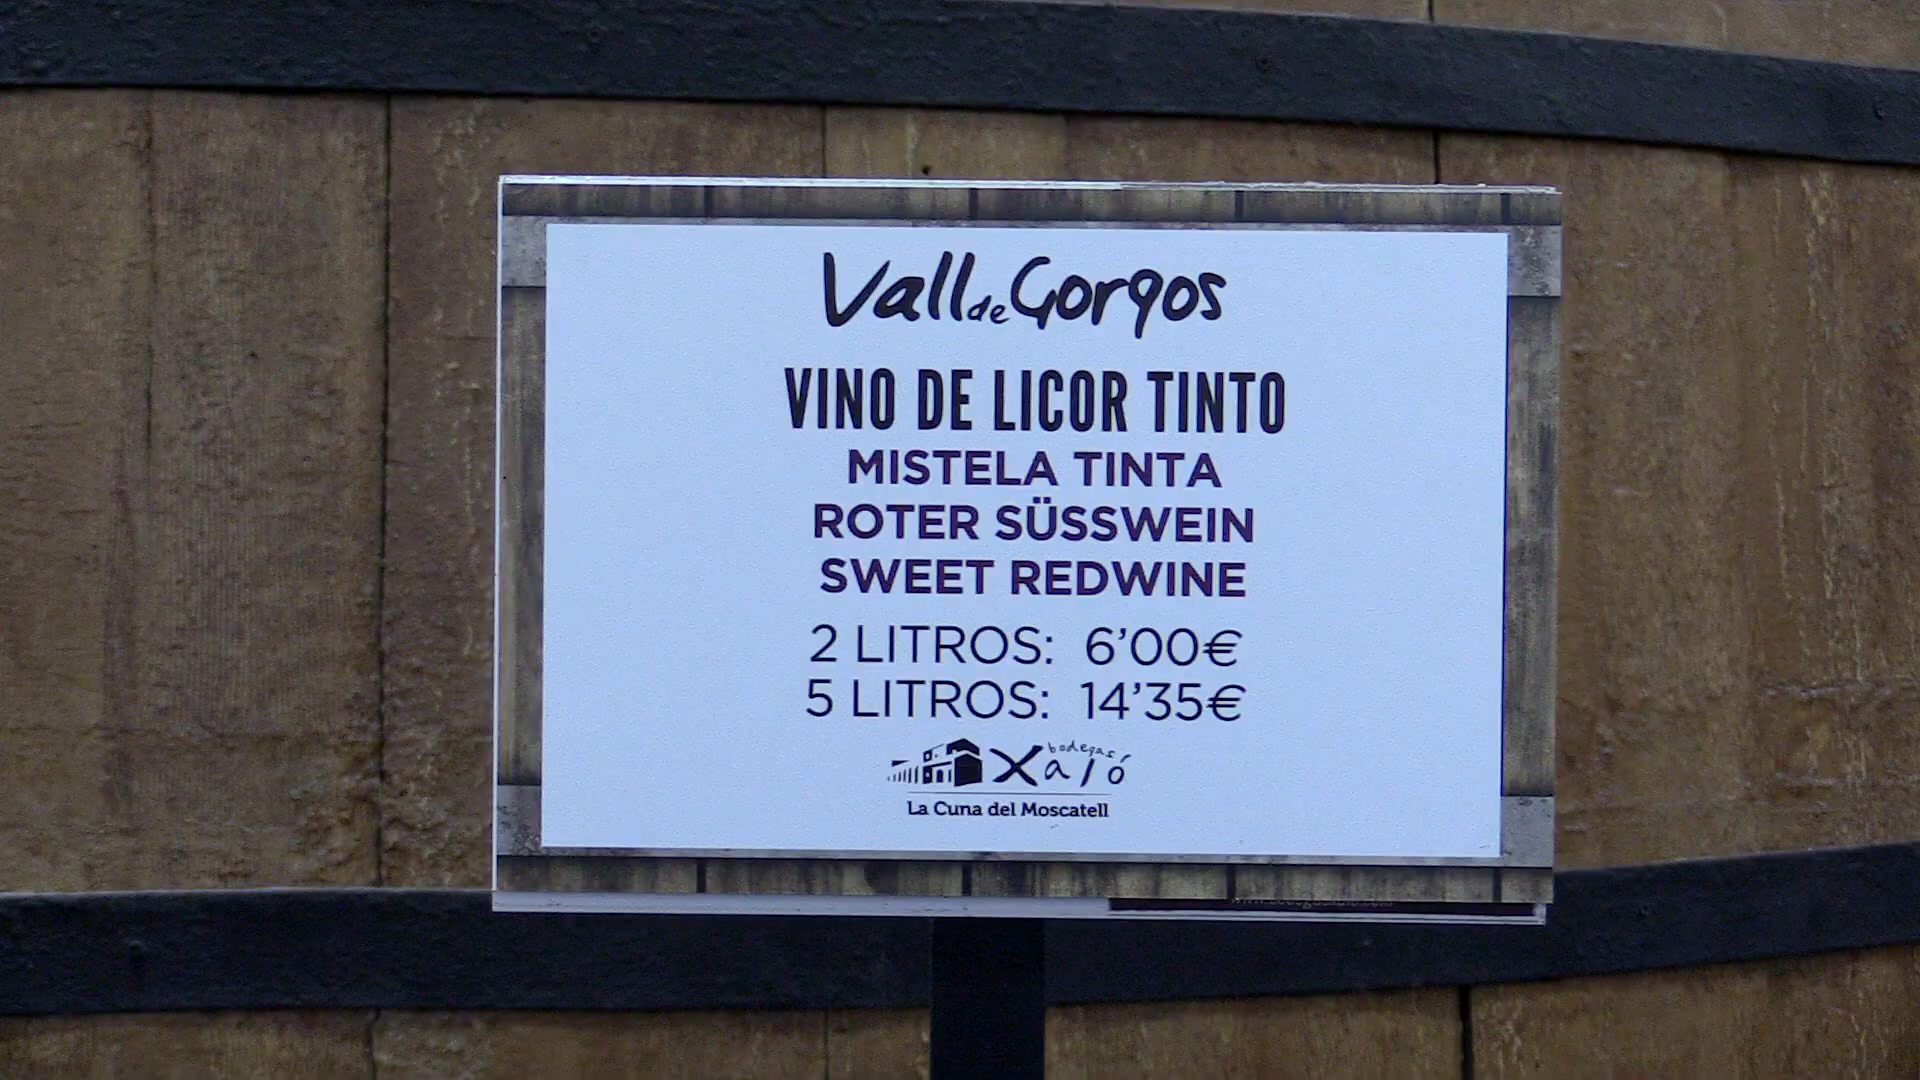 Vall de Gorgos
VINO DE LICOR TINTO
MISTELA TINTA
ROTER SÜSSWEIN
SWEET REDWINE
2 LITROS: 6’00€
5 LITROS: 14’35€
bodegas
Xaló
La Cuna del Moscatell